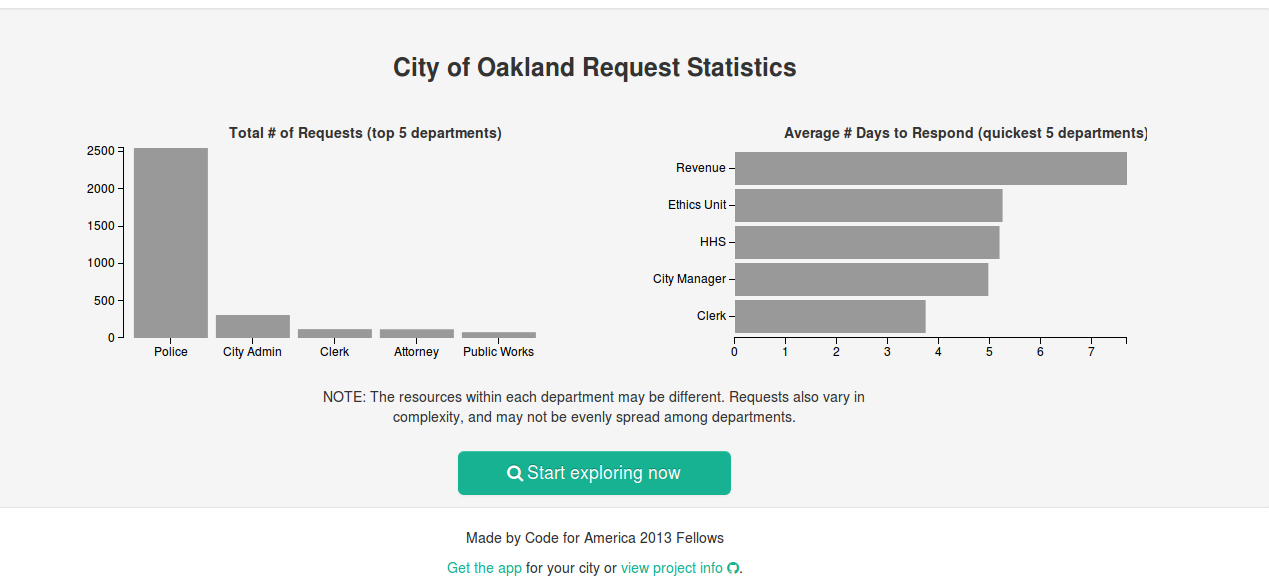 City of Oakland Request Statistics
Total # of Requests (top 5 departments)
2500
2000
1500
1000
500
0
Police
City Admin
Clerk
Attorney
Public Works
Average # Days to Respond (quickest 5 departments)
Revenue
Ethics Unit
HHS
City Manager
Clerk
0
1
2
3
4
5
6
7
NOTE: The resources within each department may be different. Requests also vary in
complexity, and may not be evenly spread among departments.
Start exploring now
Made by Code for America 2013 Fellows
Get the app for your city or view project info .